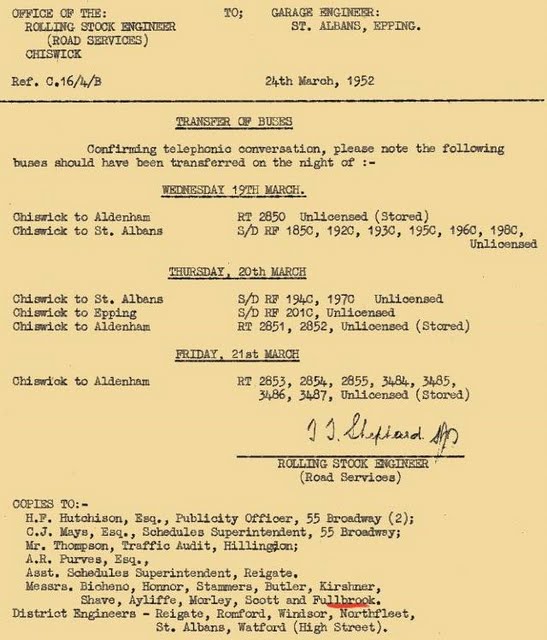 OFFICE OF THE: TO; GARAGE ENGINEER:
ROLLING STOCK ENGINEER ST. ALBANS, EPPING.
(ROAD SERVICES)
CHISWICK
Ref. C.16/4/B 24th March, 1952
TRANSFER OF BUSES
Confirming telephonic conversation, please note the following
buses should have been transferred on the night of :-
WEDNESDAY 19TH MARCH.
Chiswick to Aldenham RT 2850 Unlicensed (Stored)
Chiswick to St. Albans S/D RF 185C, 192C, 193C, 195C, 196C, 198C,
Unlicensed
THURSDAY, 20th MARCH
Chiswick to St. Albans S/D RF 194C, 197C Unlicensed
Chiswick to Epping S/D RF 201C, Unlicensed
Chiswick to Aldenham RT 2851, 2852, Unlicensed (Stored)
FRIDAY, 21st MARCH
Chiswick to Aldenham RT 2853, 2854, 2855, 3484, 3485,
3486, 3487, Unlicensed (Stored)
Shephard
ROLLING STOCK ENGINEER
(Road Services)
COPIES TO:-
H.F. Hutchison, Esq., Publicity Officer, 55 Broadway (2);
C.J. Mays, Esq., Schedules Superintendent, 55 Broadway;
Mr. Thompson, Traffic Audit, Hillingdon;
A.R. Purves, Esq.,
Asst. Schedules Superintendent, Reigate.
Messrs. Bicheno, Honnor, Stammers, Butler, Kirshner,
Shave, Ayliffe, Morley, Scott and Fullbrook.
District Engineers - Reigate, Romford, Windsor, Northfleet,
St. Albans, Watford (High Street).